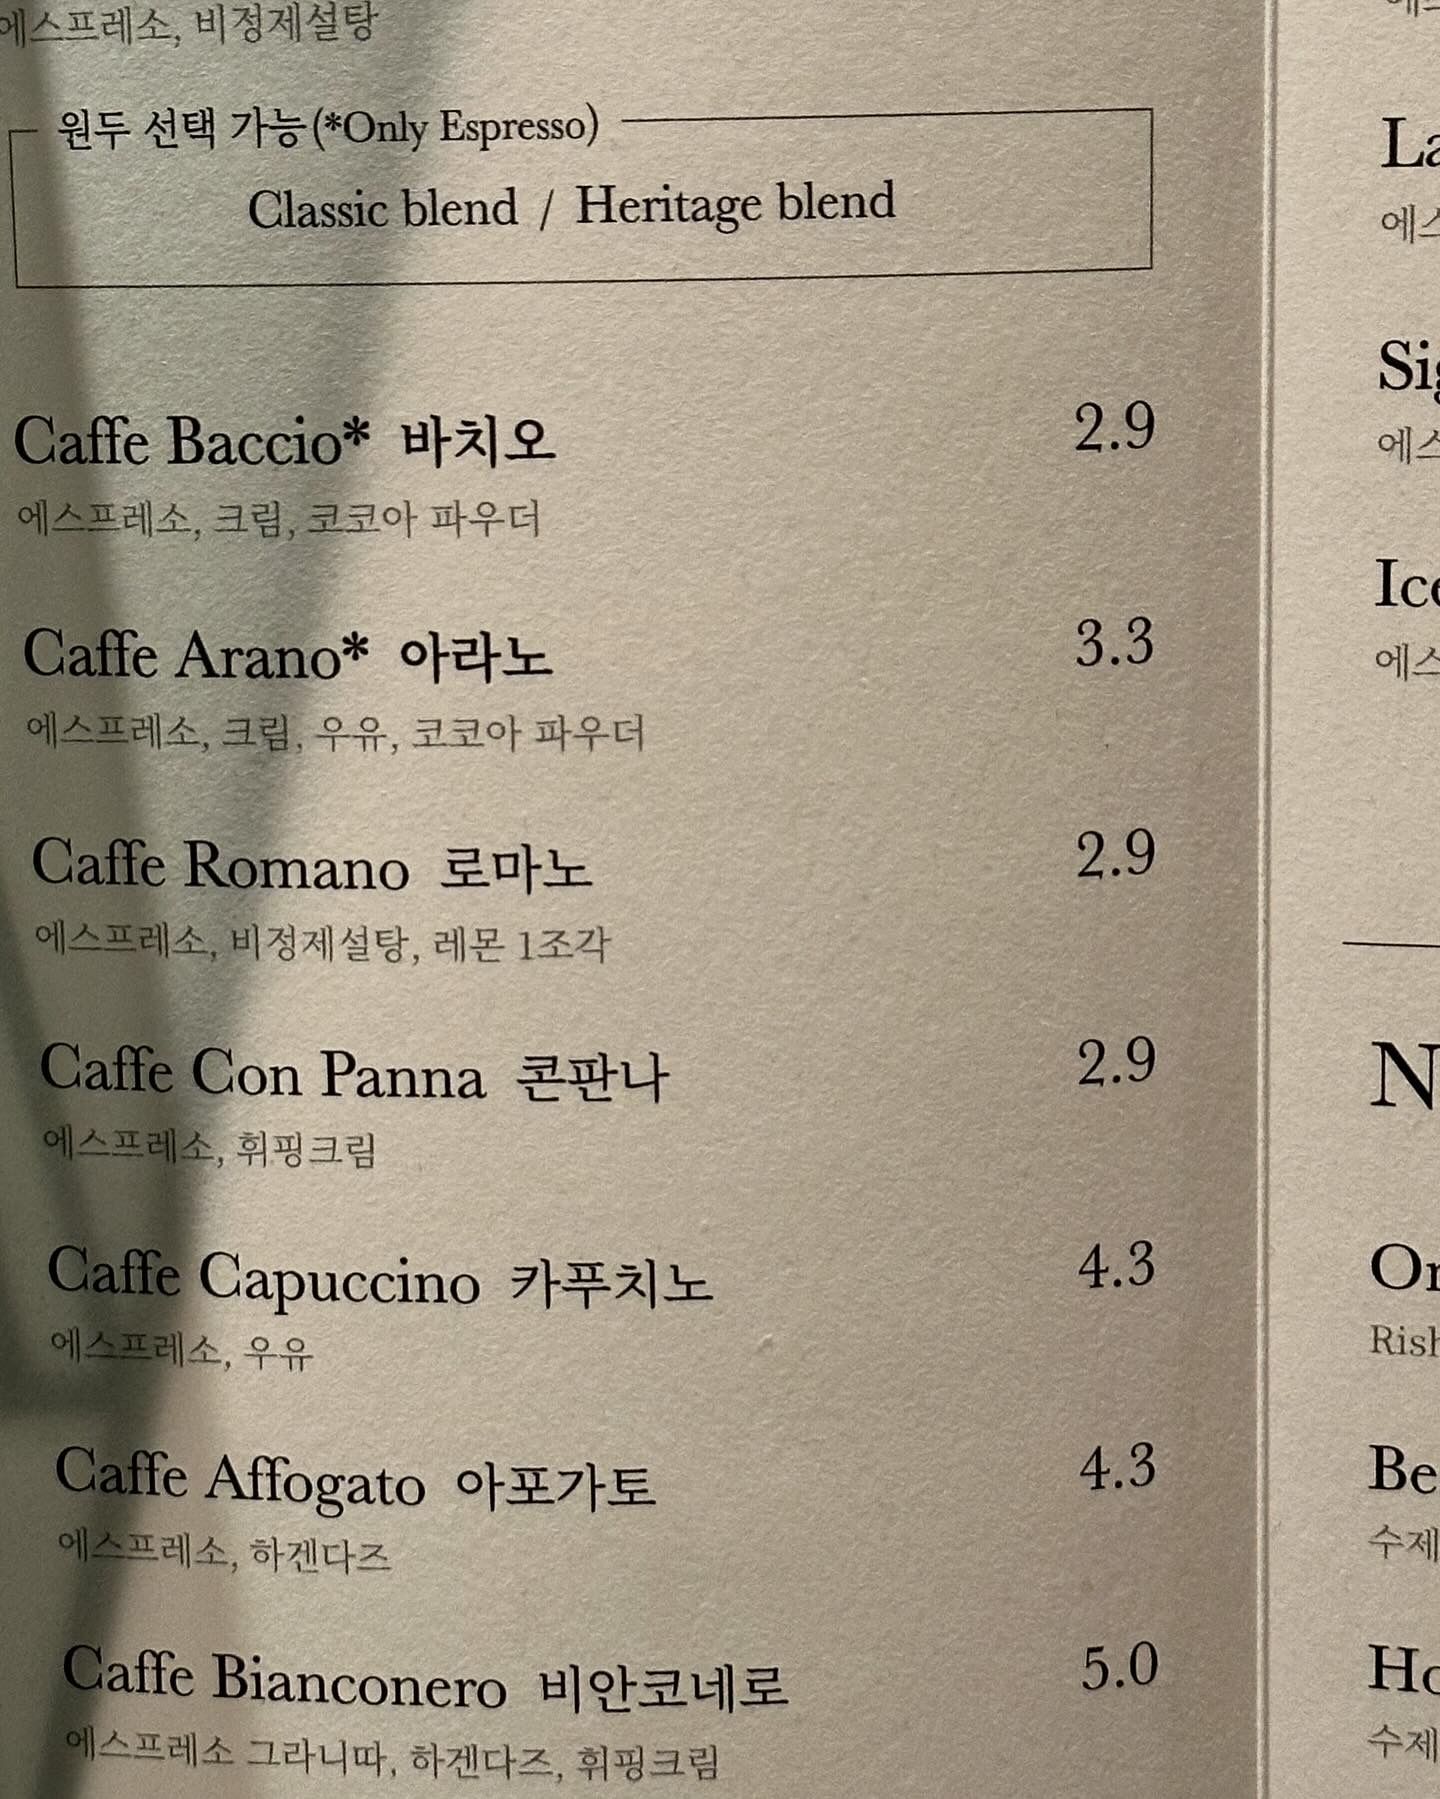 에스프레소, 비정제설탕
원두 선택 가능(*Only Espresso)
Classic blend / Heritage blend
Caffe Baccio* 바치오 2.9
에스프레소, 크림, 코코아 파우더
Caffe Arano* 아라노 3.3
에스프레소, 크림, 우유, 코코아 파우더
Caffe Romano 로마노 2.9
에스프레소, 비정제설탕, 레몬 1조각
Caffe Con Panna 콘판나 2.9
에스프레소, 휘핑크림
Caffe Capuccino 카푸치노 4.3
에스프레소, 우유
Caffe Affogato 아포가토 4.3
에스프레소, 하겐다즈
Caffe Bianconero 비안코네로 5.0
에스프레소 그라니따, 하겐다즈, 휘핑크림